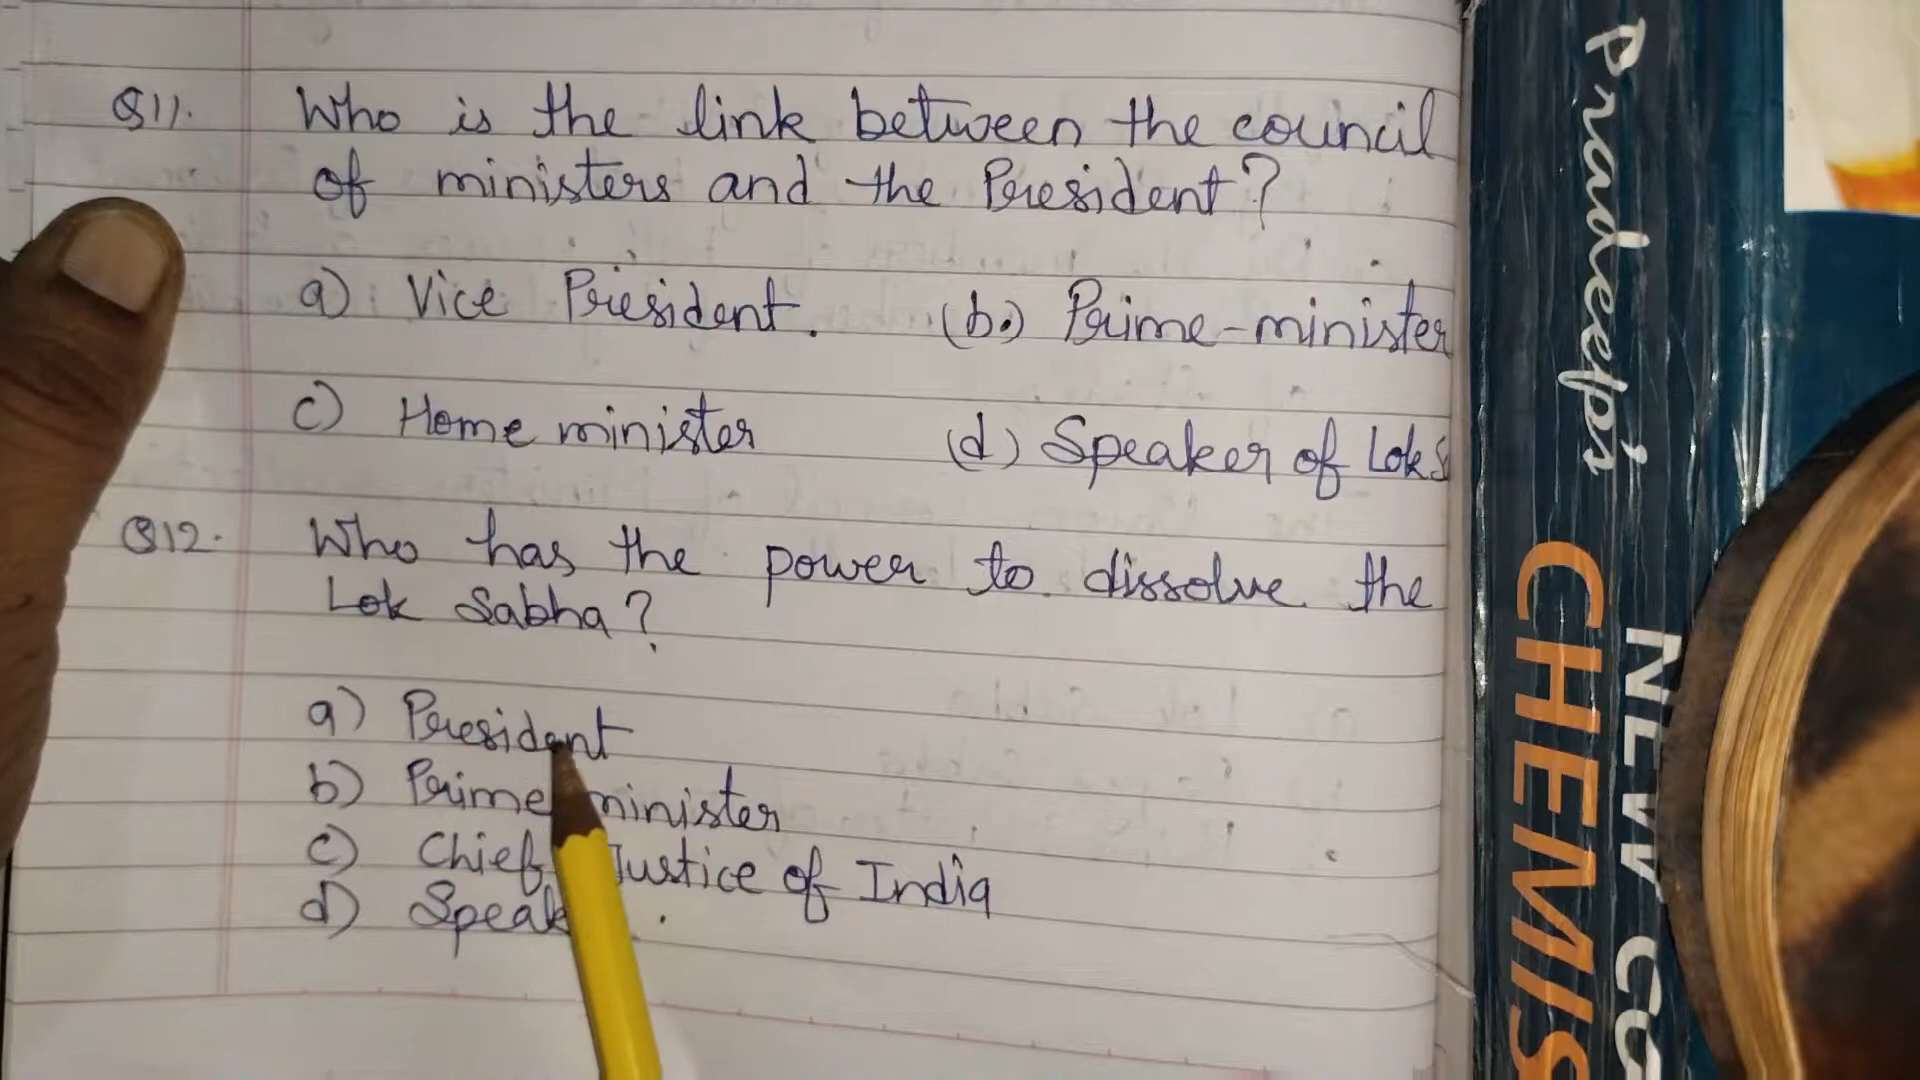 Q11. Who is the link between the council
of ministers and the President?
a) Vice President. (b.) Prime-minister
c) Home minister (d) Speaker of Lok S
Q12. Who has the power to dissolve the
Lok Sabha?
a) President
b) Prime minister
c) Chief Justice of India
d) Speak
Pradeep's
NEW CO
CHEMIS